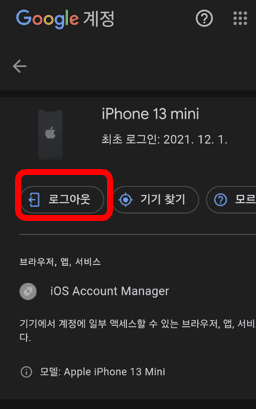 Google 계정
iPhone 13 mini
최초 로그인: 2021. 12. 1.
로그아웃 기기 찾기 모르
브라우저, 앱, 서비스
iOS Account Manager
기기에서 계정에 일부 액세스할 수 있는 브라우저, 앱, 서비
다.
모델: Apple iPhone 13 Mini